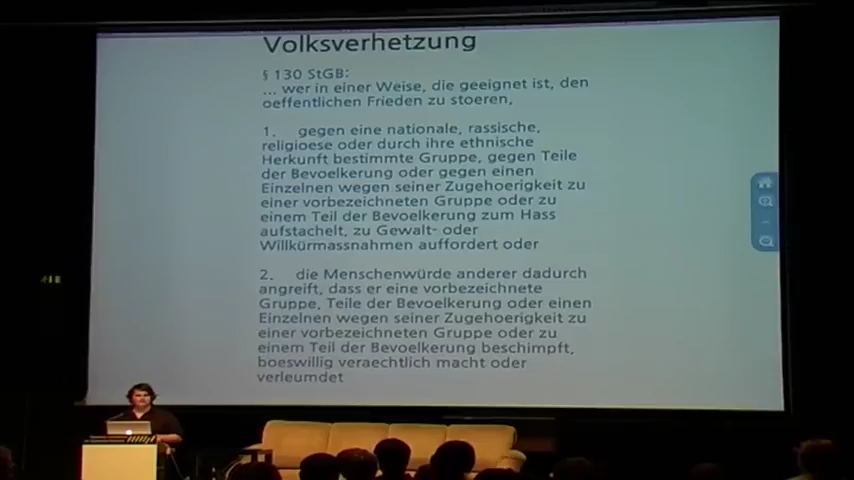 Volksverhetzung
§ 130 StGB:
... wer in einer Weise, die geeignet ist, den
oeffentlichen Frieden zu stoeren,
1. gegen eine nationale, rassische,
religioese oder durch ihre ethnische
Herkunft bestimmte Gruppe, gegen Teile
der Bevoelkerung oder gegen einen
Einzelnen wegen seiner Zugehoerigkeit zu
einer vorbezeichneten Gruppe oder zu
einem Teil der Bevoelkerung zum Hass
aufstachelt, zu Gewalt- oder
Willkürmassnahmen auffordert oder
2. die Menschenwürde anderer dadurch
angreift, dass er eine vorbezeichnete
Gruppe, Teile der Bevoelkerung oder einen
Einzelnen wegen seiner Zugehoerigkeit zu
einer vorbezeichneten Gruppe oder zu
einem Teil der Bevoelkerung beschimpft,
boeswillig veraechtlich macht oder
verleumdet